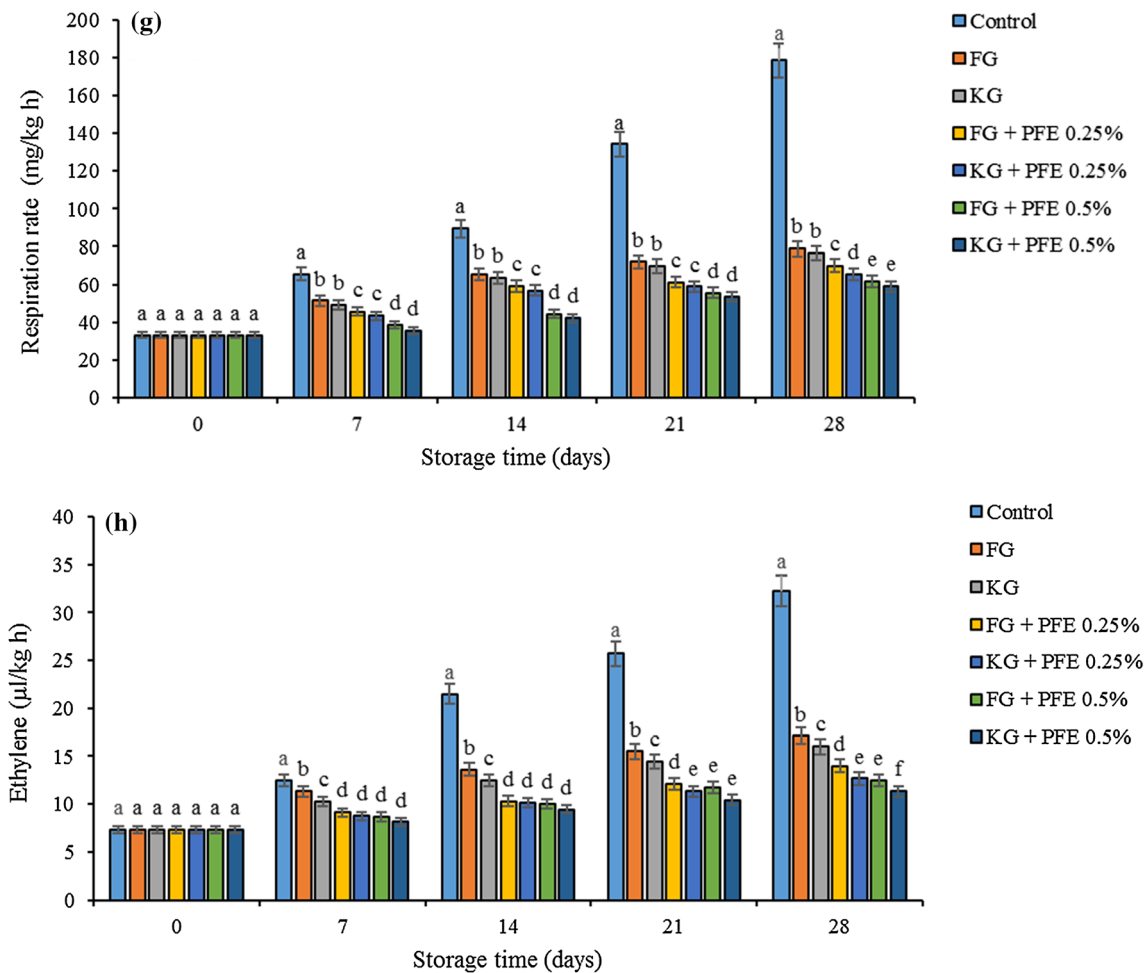 (g)
200
180
160
140
120
100
80
60
40
20
0
Respiration rate (mg/kg h)
a a a a a a a
a b b c c d d
a b b c c d d
a b b c c d d
a b b c d e e
0 7 14 21 28
Storage time (days)
Control
FG
KG
FG + PFE 0.25%
KG + PFE 0.25%
FG + PFE 0.5%
KG + PFE 0.5%
(h)
40
35
30
25
20
15
10
5
0
Ethylene (µl/kg h)
a a a a a a a
a b c d d d d
a b c d d d d
a b c d e e e
a b c d e e f
0 7 14 21 28
Storage time (days)
Control
FG
KG
FG + PFE 0.25%
KG + PFE 0.25%
FG + PFE 0.5%
KG + PFE 0.5%